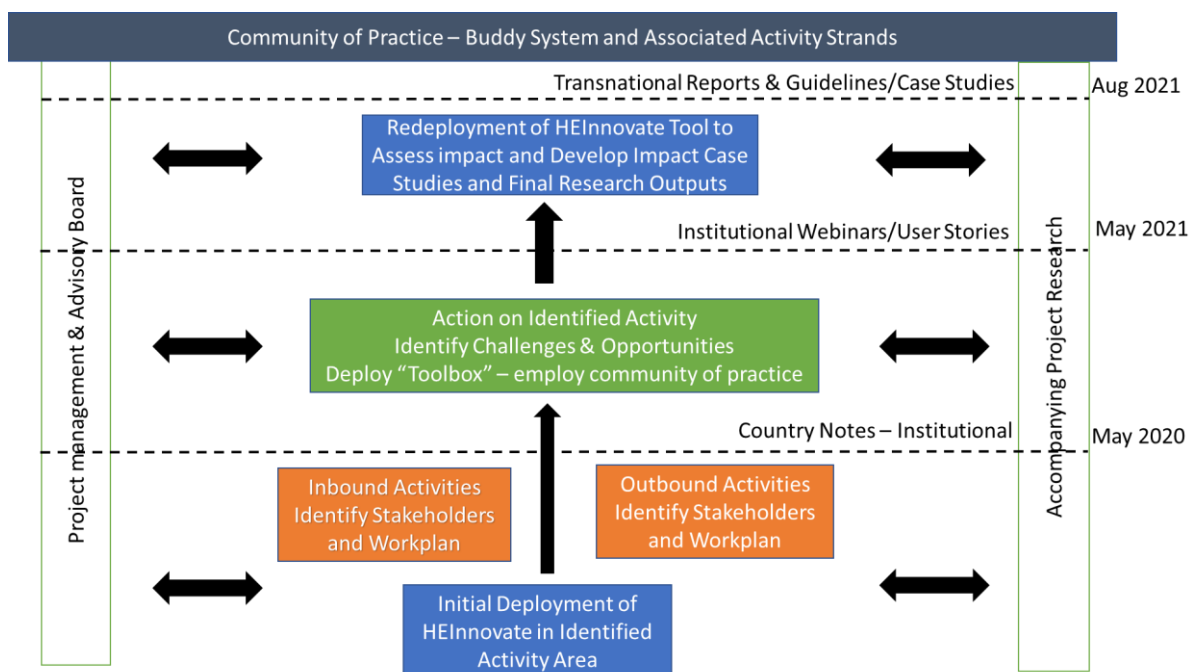 Community of Practice – Buddy System and Associated Activity Strands
Transnational Reports & Guidelines/Case Studies
Aug 2021
Redeployment of HEInnovate Tool to
Assess impact and Develop Impact Case
Studies and Final Research Outputs
Institutional Webinars/User Stories
May 2021
Project management & Advisory Board
Accompanying Project Research
Action on Identified Activity
Identify Challenges & Opportunities
Deploy “Toolbox” – employ community of practice
Country Notes – Institutional
May 2020
Inbound Activities
Identify Stakeholders
and Workplan
Outbound Activities
Identify Stakeholders
and Workplan
Initial Deployment of
HEInnovate in Identified
Activity Area